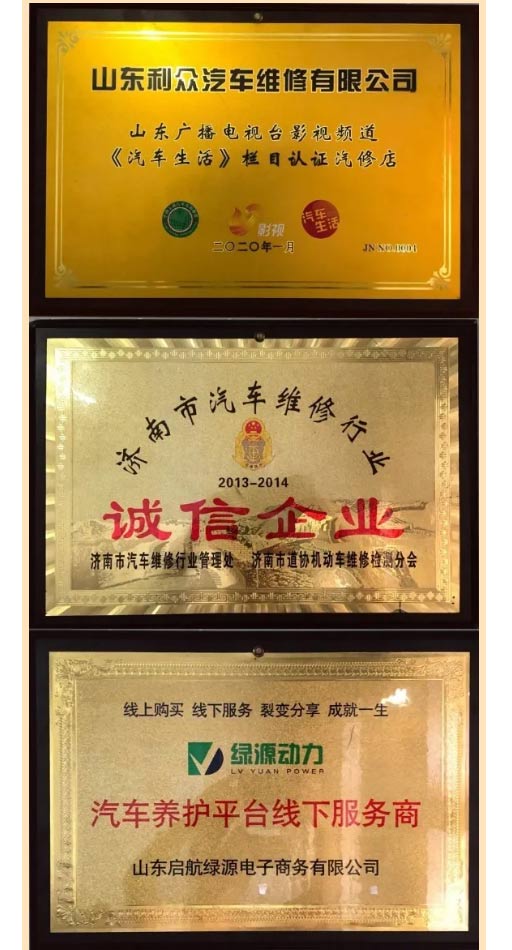 山东利众汽车维修有限公司
山东广播电视台影视频道
《汽车生活》栏目认证汽修店
影视
汽车
生活
二〇二〇年一月
JN-NO.0004
济南市汽车维修行业
2013-2014
诚信企业
济南市汽车维修行业管理处 济南市道协机动车维修检测分会
线上购买 线下服务 裂变分享 成就一生
绿源动力
LV YUAN POWER
汽车养护平台线下服务商
山东启航绿源电子商务有限公司